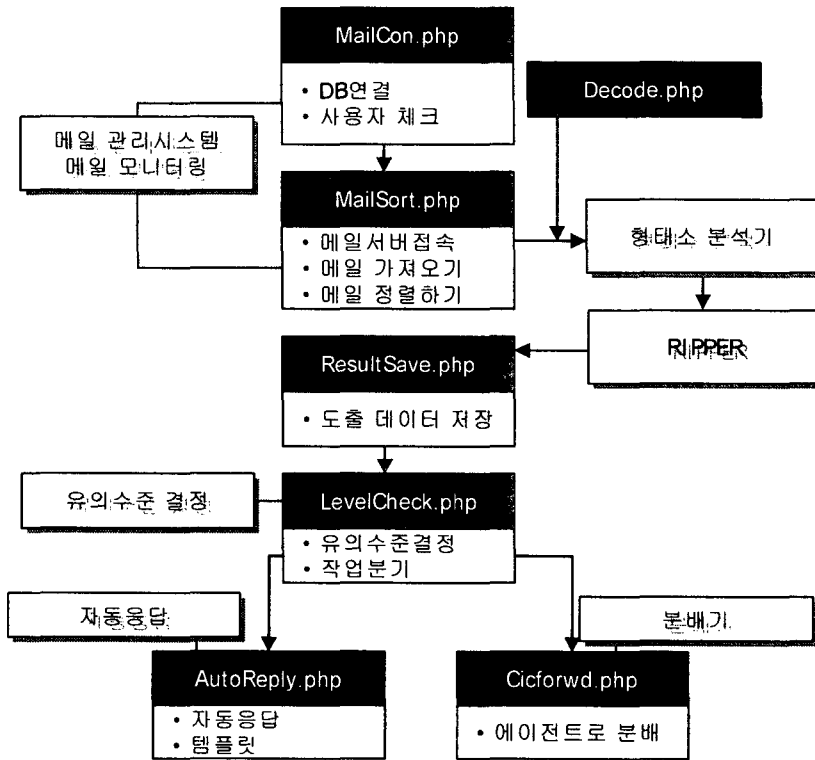 MailCon.php
• DB연결
• 사용자 체크
Decode.php
메일 관리시스템
메일 모니터링
MailSort.php
• 메일서버접속
• 메일 가져오기
• 메일 정렬하기
형태소 분석기
RIPPER
ResultSave.php
• 도출 데이터 저장
유의수준 결정
LevelCheck.php
• 유의수준결정
• 작업분기
자동응답
분배기
AutoReply.php
• 자동응답
• 템플릿
Cicforwd.php
• 에이전트로 분배